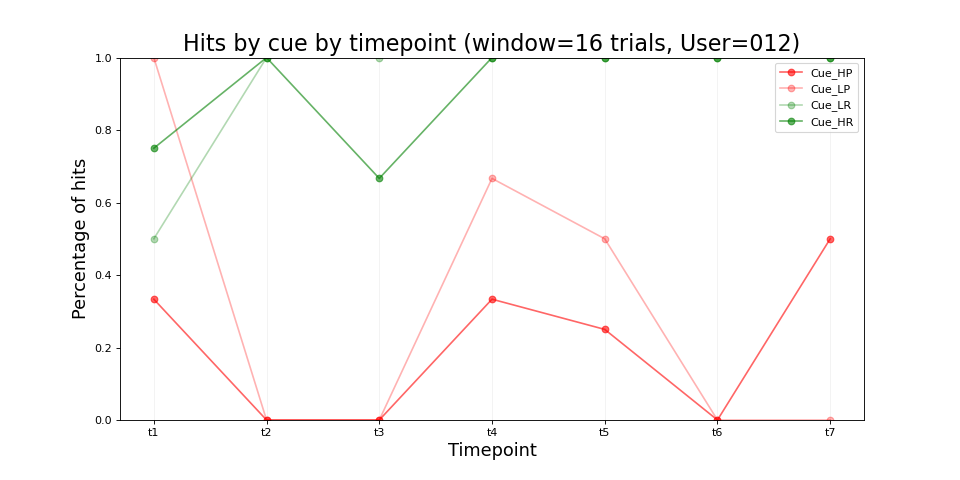 Hits by cue by timepoint (window=16 trials, User=012)
1.0
0.8
0.6
0.4
0.2
0.0
Percentage of hits
Cue_HP
Cue_LP
Cue_LR
Cue_HR
t1 t2 t3 t4 t5 t6 t7
Timepoint